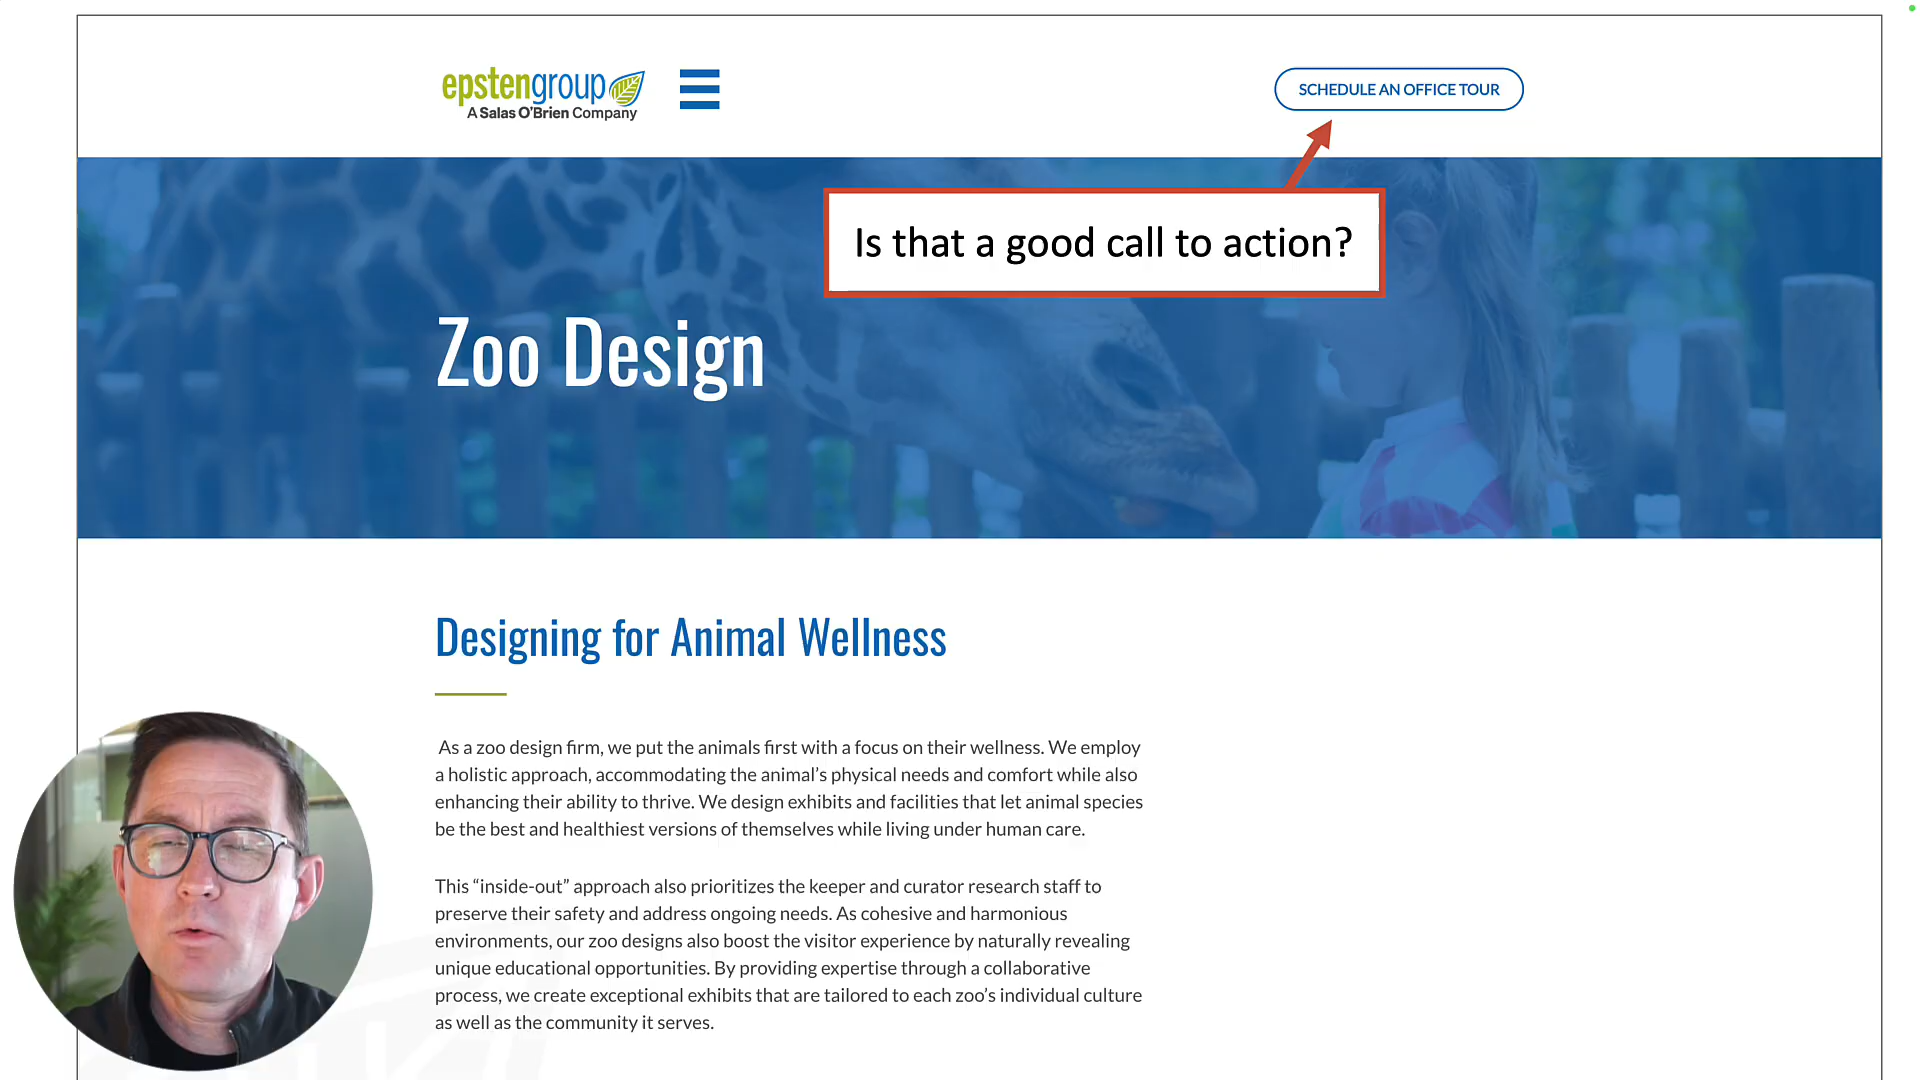 epstengroup
A Salas O'Brien Company
SCHEDULE AN OFFICE TOUR
Is that a good call to action?
Zoo Design
Designing for Animal Wellness
As a zoo design firm, we put the animals first with a focus on their wellness. We employ
a holistic approach, accommodating the animal’s physical needs and comfort while also
enhancing their ability to thrive. We design exhibits and facilities that let animal species
be the best and healthiest versions of themselves while living under human care.
This “inside-out” approach also prioritizes the keeper and curator research staff to
preserve their safety and address ongoing needs. As cohesive and harmonious
environments, our zoo designs also boost the visitor experience by naturally revealing
unique educational opportunities. By providing expertise through a collaborative
process, we create exceptional exhibits that are tailored to each zoo’s individual culture
as well as the community it serves.